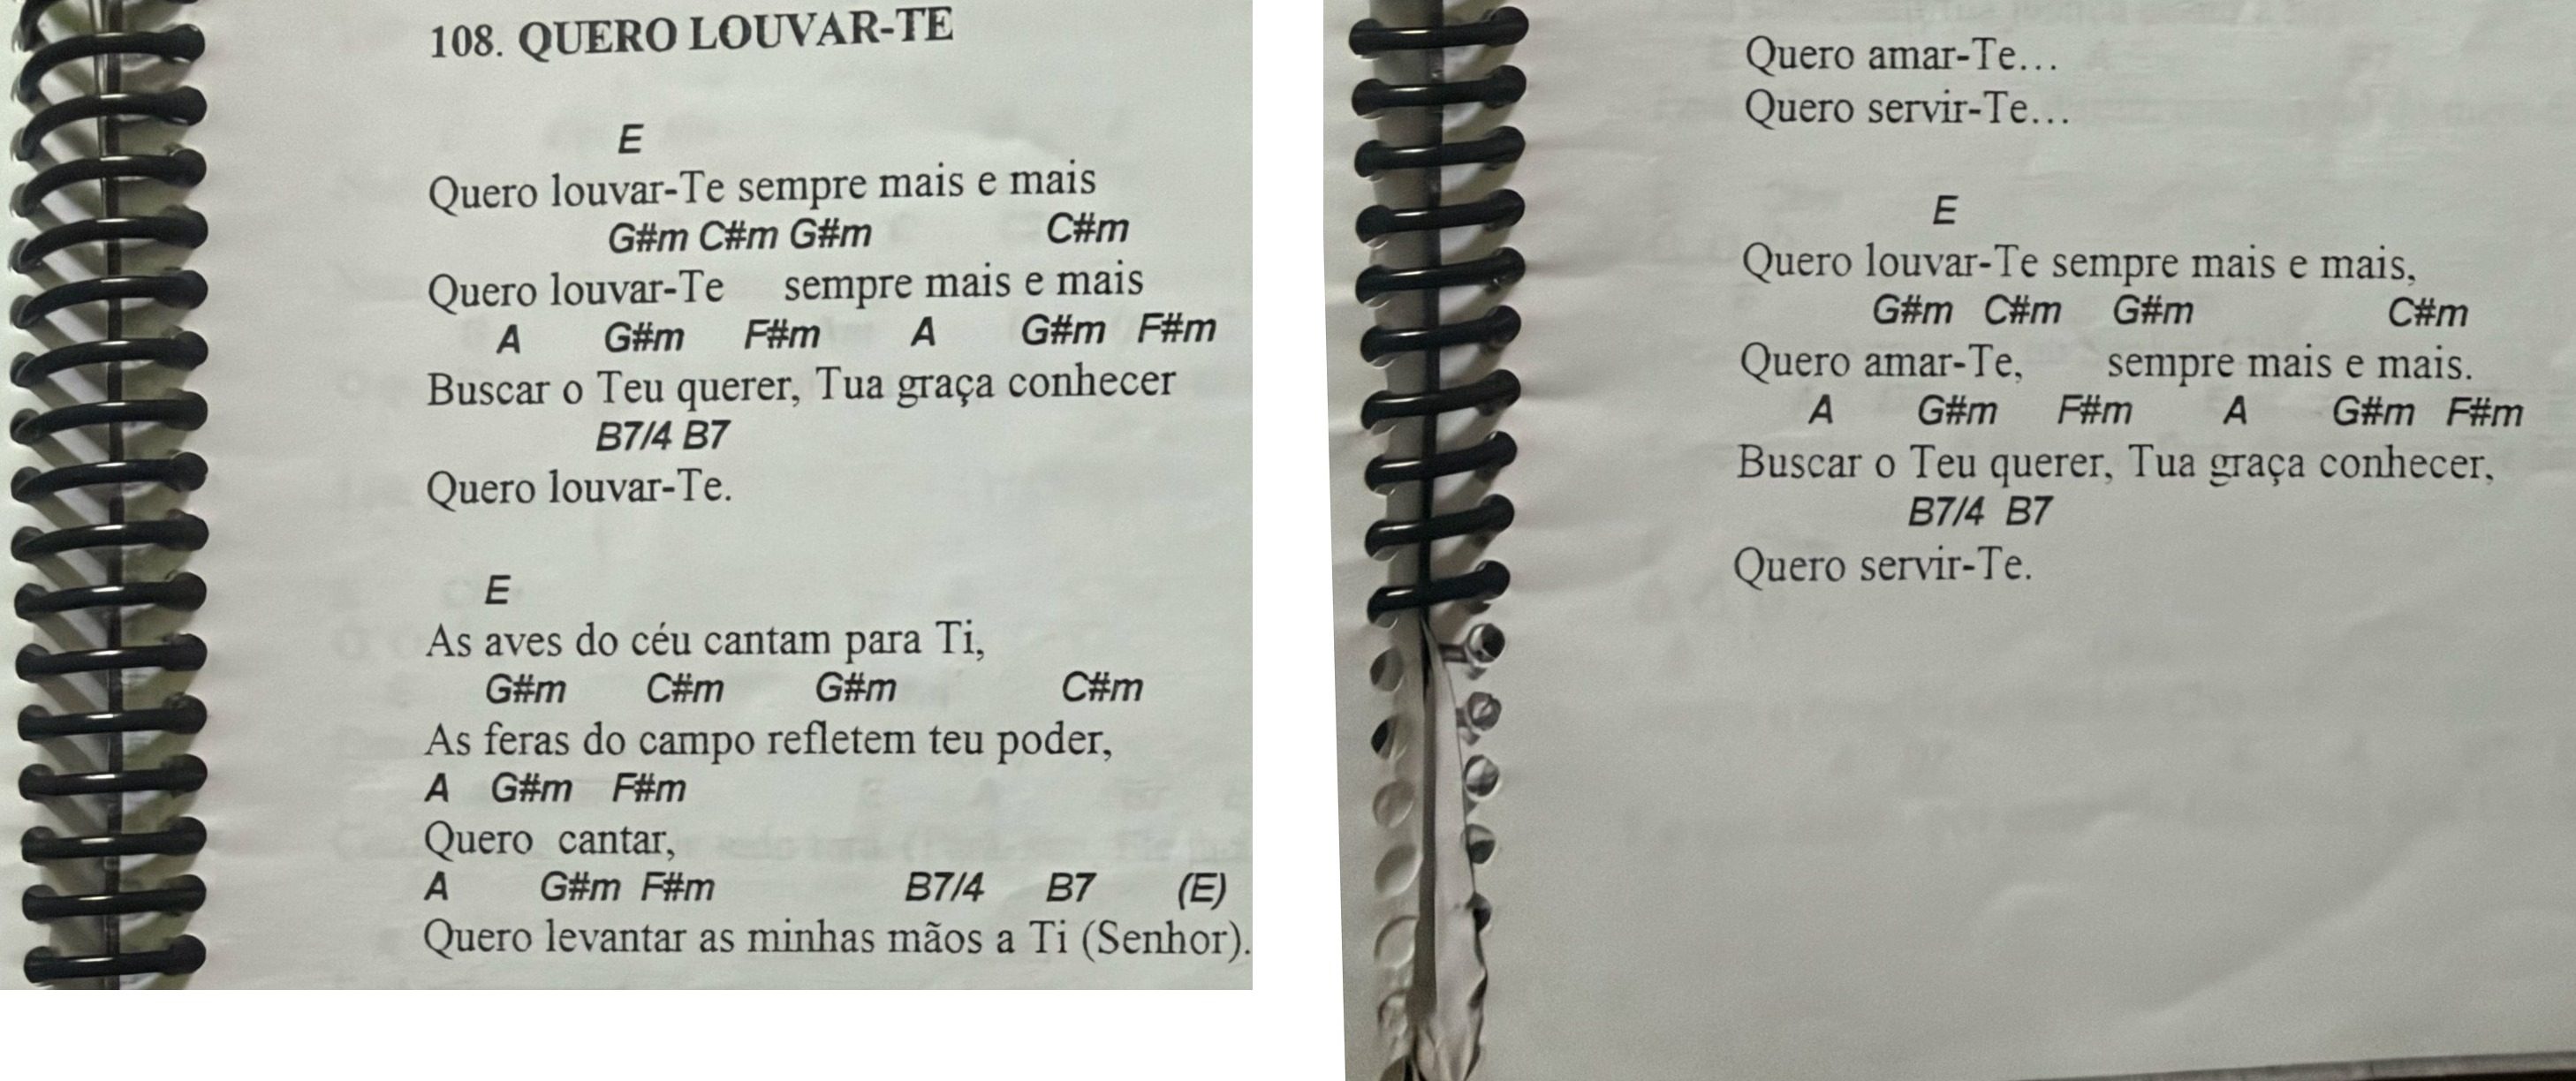 108. QUERO LOUVAR-TE
E
Quero louvar-Te sempre mais e mais
G#m C#m G#m C#m
Quero louvar-Te sempre mais e mais
A G#m F#m A G#m F#m
Buscar o Teu querer, Tua graça conhecer
B7/4 B7
Quero louvar-Te.
E
As aves do céu cantam para Ti,
G#m C#m G#m C#m
As feras do campo refletem teu poder,
A G#m F#m
Quero cantar,
A G#m F#m B7/4 B7 (E)
Quero levantar as minhas mãos a Ti (Senhor).
Quero amar-Te...
Quero servir-Te...
E
Quero louvar-Te sempre mais e mais,
G#m C#m G#m C#m
Quero amar-Te, sempre mais e mais.
A G#m F#m A G#m F#m
Buscar o Teu querer, Tua graça conhecer,
B7/4 B7
Quero servir-Te.